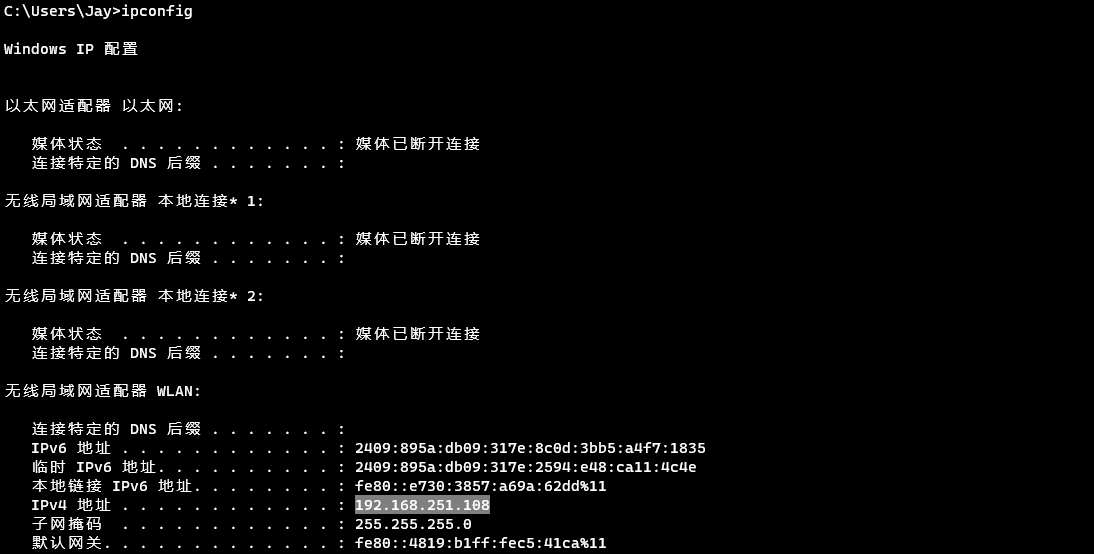 C:\Users\Jay>ipconfig
Windows IP 配置
以太网适配器 以太网:
媒体状态  . . . . . . . . . . . . : 媒体已断开连接
连接特定的 DNS 后缀 . . . . . . . :
无线局域网适配器 本地连接* 1:
媒体状态  . . . . . . . . . . . . : 媒体已断开连接
连接特定的 DNS 后缀 . . . . . . . :
无线局域网适配器 本地连接* 2:
媒体状态  . . . . . . . . . . . . : 媒体已断开连接
连接特定的 DNS 后缀 . . . . . . . :
无线局域网适配器 WLAN:
连接特定的 DNS 后缀 . . . . . . . :
IPv6 地址 . . . . . . . . . . . . : 2409:895a:db09:317e:8c0d:3bb5:a4f7:1835
临时 IPv6 地址. . . . . . . . . . : 2409:895a:db09:317e:2594:e48:ca11:4c4e
本地链接 IPv6 地址. . . . . . . . : fe80::e730:3857:a69a:62dd%11
IPv4 地址 . . . . . . . . . . . . : 192.168.251.108
子网掩码  . . . . . . . . . . . . : 255.255.255.0
默认网关. . . . . . . . . . . . . : fe80::4819:b1ff:fec5:41ca%11